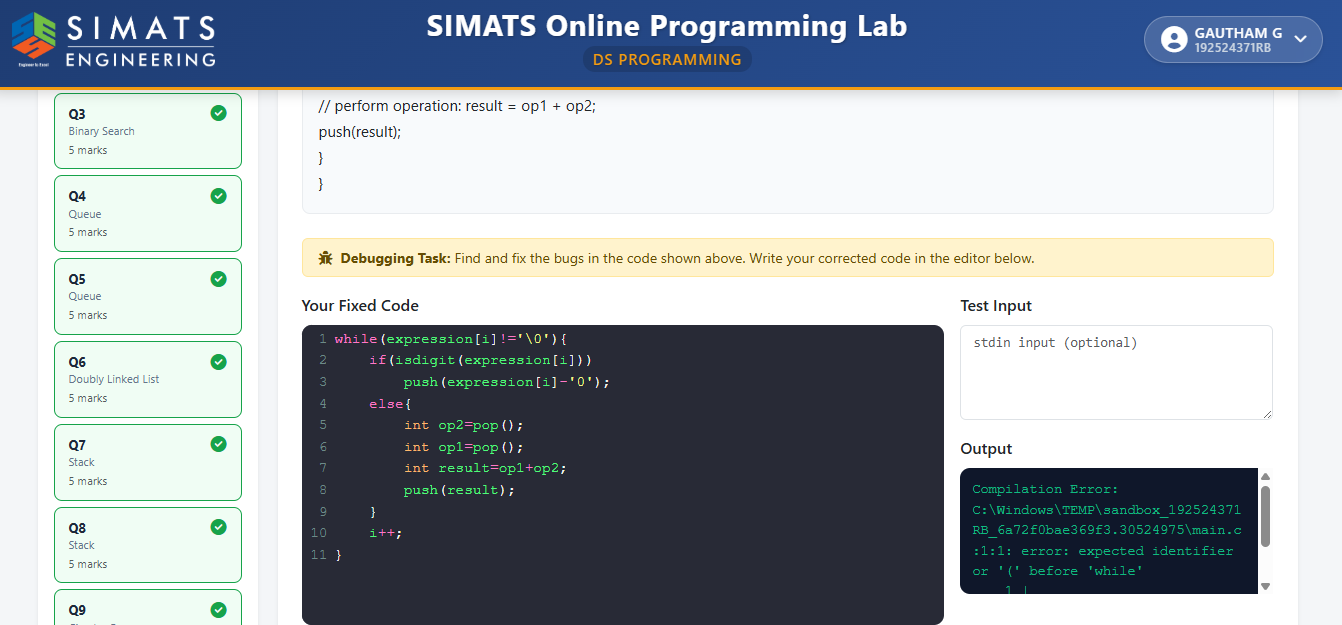 SIMATS
ENGINEERING
Engineer to Excel
SIMATS Online Programming Lab
DS PROGRAMMING
GAUTHAM G
192524371RB
Q3
Binary Search
5 marks
Q4
Queue
5 marks
Q5
Queue
5 marks
Q6
Doubly Linked List
5 marks
Q7
Stack
5 marks
Q8
Stack
5 marks
Q9
// perform operation: result = op1 + op2;
push(result);
}
}
Debugging Task: Find and fix the bugs in the code shown above. Write your corrected code in the editor below.
Your Fixed Code
1 while(expression[i]!='\0'){
2     if(isdigit(expression[i]))
3         push(expression[i]-'0');
4     else{
5         int op2=pop();
6         int op1=pop();
7         int result=op1+op2;
8         push(result);
9     }
10     i++;
11 }
Test Input
stdin input (optional)
Output
Compilation Error:
C:\Windows\TEMP\sandbox_192524371
RB_6a72f0bae369f3.30524975\main.c
:1:1: error: expected identifier
or '(' before 'while'
1 |